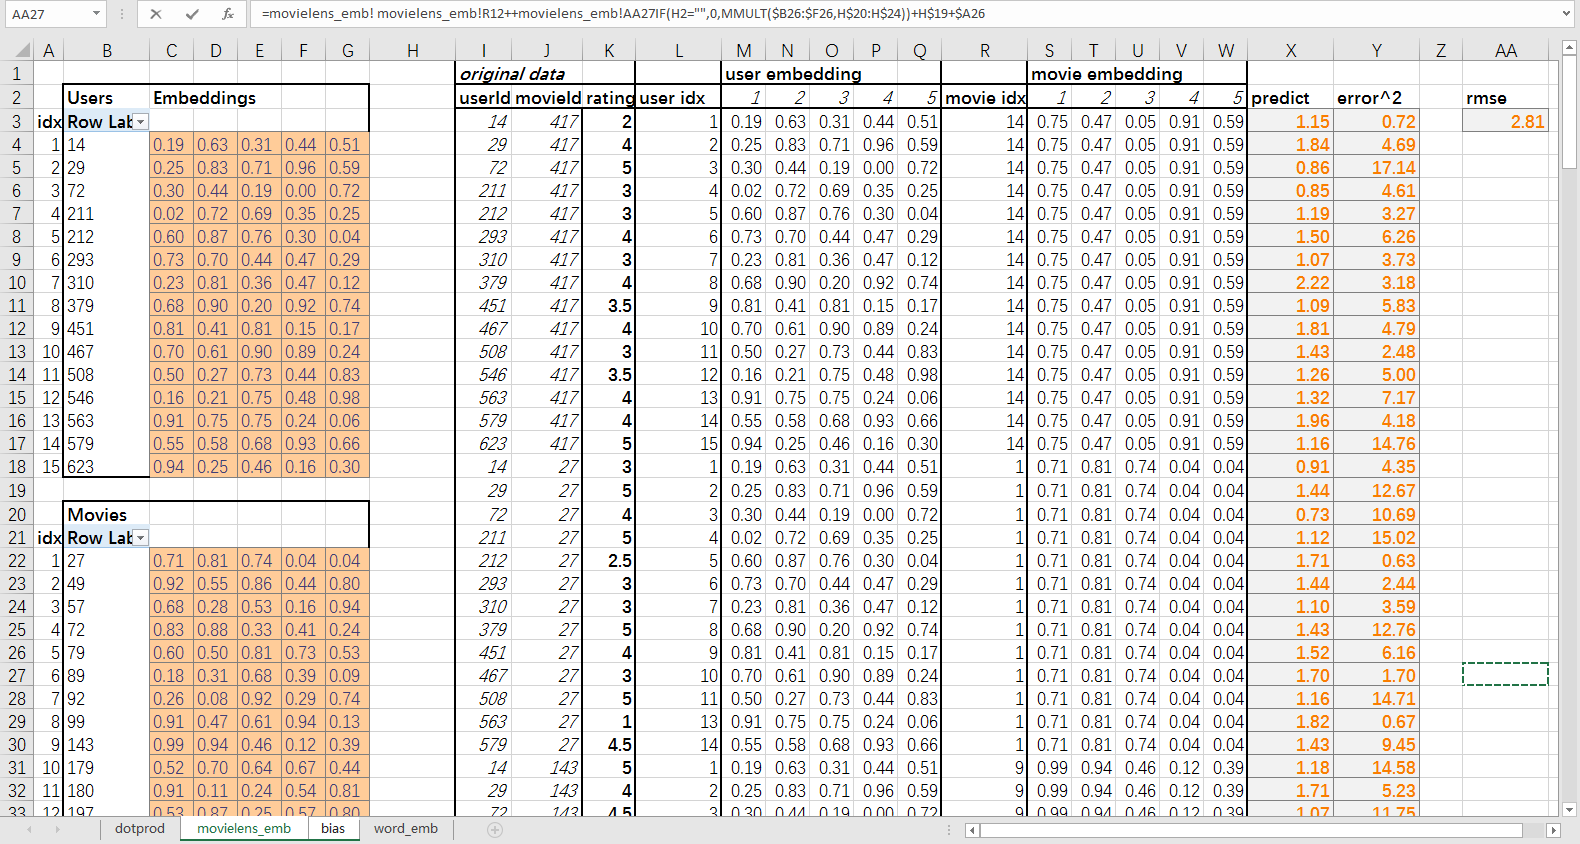 AA27 =movielens_emb! movielens_emb!R12++movielens_emb!AA27IF(H2="",0,MMULT($B26:$F26,H$20:H$24))+H$19+$A26
A B C D E F G H I J K L M N O P Q R S T U V W X Y Z AA
1 original data user embedding movie embedding
2 Users Embeddings userId movieId rating user idx 1 2 3 4 5 movie idx 1 2 3 4 5 predict error^2 rmse
3 idx Row Lab 14 417 2 1 0.19 0.63 0.31 0.44 0.51 14 0.75 0.47 0.05 0.91 0.59 1.15 0.72 2.81
4 1 14 0.19 0.63 0.31 0.44 0.51 29 417 4 2 0.25 0.83 0.71 0.96 0.59 14 0.75 0.47 0.05 0.91 0.59 1.84 4.69
5 2 29 0.25 0.83 0.71 0.96 0.59 72 417 5 3 0.30 0.44 0.19 0.00 0.72 14 0.75 0.47 0.05 0.91 0.59 0.86 17.14
6 3 72 0.30 0.44 0.19 0.00 0.72 211 417 3 4 0.02 0.72 0.69 0.35 0.25 14 0.75 0.47 0.05 0.91 0.59 0.85 4.61
7 4 211 0.02 0.72 0.69 0.35 0.25 212 417 3 5 0.60 0.87 0.76 0.30 0.04 14 0.75 0.47 0.05 0.91 0.59 1.19 3.27
8 5 212 0.60 0.87 0.76 0.30 0.04 293 417 4 6 0.73 0.70 0.44 0.47 0.29 14 0.75 0.47 0.05 0.91 0.59 1.50 6.26
9 6 293 0.73 0.70 0.44 0.47 0.29 310 417 3 7 0.23 0.81 0.36 0.47 0.12 14 0.75 0.47 0.05 0.91 0.59 1.07 3.73
10 7 310 0.23 0.81 0.36 0.47 0.12 379 417 4 8 0.68 0.90 0.20 0.92 0.74 14 0.75 0.47 0.05 0.91 0.59 2.22 3.18
11 8 379 0.68 0.90 0.20 0.92 0.74 451 417 3.5 9 0.81 0.41 0.81 0.15 0.17 14 0.75 0.47 0.05 0.91 0.59 1.09 5.83
12 9 451 0.81 0.41 0.81 0.15 0.17 467 417 4 10 0.70 0.61 0.90 0.89 0.24 14 0.75 0.47 0.05 0.91 0.59 1.81 4.79
13 10 467 0.70 0.61 0.90 0.89 0.24 508 417 3 11 0.50 0.27 0.73 0.44 0.83 14 0.75 0.47 0.05 0.91 0.59 1.43 2.48
14 11 508 0.50 0.27 0.73 0.44 0.83 546 417 3.5 12 0.16 0.21 0.75 0.48 0.98 14 0.75 0.47 0.05 0.91 0.59 1.26 5.00
15 12 546 0.16 0.21 0.75 0.48 0.98 563 417 4 13 0.91 0.75 0.75 0.24 0.06 14 0.75 0.47 0.05 0.91 0.59 1.32 7.17
16 13 563 0.91 0.75 0.75 0.24 0.06 579 417 4 14 0.55 0.58 0.68 0.93 0.66 14 0.75 0.47 0.05 0.91 0.59 1.96 4.18
17 14 579 0.55 0.58 0.68 0.93 0.66 623 417 5 15 0.94 0.25 0.46 0.16 0.30 14 0.75 0.47 0.05 0.91 0.59 1.16 14.76
18 15 623 0.94 0.25 0.46 0.16 0.30 14 27 3 1 0.19 0.63 0.31 0.44 0.51 1 0.71 0.81 0.74 0.04 0.04 0.91 4.35
19 29 27 5 2 0.25 0.83 0.71 0.96 0.59 1 0.71 0.81 0.74 0.04 0.04 1.44 12.67
20 Movies 72 27 4 3 0.30 0.44 0.19 0.00 0.72 1 0.71 0.81 0.74 0.04 0.04 0.73 10.69
21 idx Row Lab 211 27 5 4 0.02 0.72 0.69 0.35 0.25 1 0.71 0.81 0.74 0.04 0.04 1.12 15.02
22 1 27 0.71 0.81 0.74 0.04 0.04 212 27 2.5 5 0.60 0.87 0.76 0.30 0.04 1 0.71 0.81 0.74 0.04 0.04 1.71 0.63
23 2 49 0.92 0.55 0.86 0.44 0.80 293 27 3 6 0.73 0.70 0.44 0.47 0.29 1 0.71 0.81 0.74 0.04 0.04 1.44 2.44
24 3 57 0.68 0.28 0.53 0.16 0.94 310 27 3 7 0.23 0.81 0.36 0.47 0.12 1 0.71 0.81 0.74 0.04 0.04 1.10 3.59
25 4 72 0.83 0.88 0.33 0.41 0.24 379 27 5 8 0.68 0.90 0.20 0.92 0.74 1 0.71 0.81 0.74 0.04 0.04 1.43 12.76
26 5 79 0.60 0.50 0.81 0.73 0.53 451 27 4 9 0.81 0.41 0.81 0.15 0.17 1 0.71 0.81 0.74 0.04 0.04 1.52 6.16
27 6 89 0.18 0.31 0.68 0.39 0.09 467 27 3 10 0.70 0.61 0.90 0.89 0.24 1 0.71 0.81 0.74 0.04 0.04 1.70 1.70
28 7 92 0.26 0.08 0.92 0.29 0.74 508 27 5 11 0.50 0.27 0.73 0.44 0.83 1 0.71 0.81 0.74 0.04 0.04 1.16 14.71
29 8 99 0.91 0.47 0.61 0.94 0.13 563 27 1 13 0.91 0.75 0.75 0.24 0.06 1 0.71 0.81 0.74 0.04 0.04 1.82 0.67
30 9 143 0.99 0.94 0.46 0.12 0.39 579 27 4.5 14 0.55 0.58 0.68 0.93 0.66 1 0.71 0.81 0.74 0.04 0.04 1.43 9.45
31 10 179 0.52 0.70 0.64 0.67 0.44 14 143 5 1 0.19 0.63 0.31 0.44 0.51 9 0.99 0.94 0.46 0.12 0.39 1.18 14.58
32 11 180 0.91 0.11 0.24 0.54 0.81 29 143 4 2 0.25 0.83 0.71 0.96 0.59 9 0.99 0.94 0.46 0.12 0.39 1.71 5.23
33 12 197 0.53 0.87 0.25 0.57 0.80 72 143 4.5 3 0.30 0.44 0.19 0.00 0.72 9 0.99 0.94 0.46 0.12 0.39 1.07 11.75
dotprod movielens_emb bias word_emb